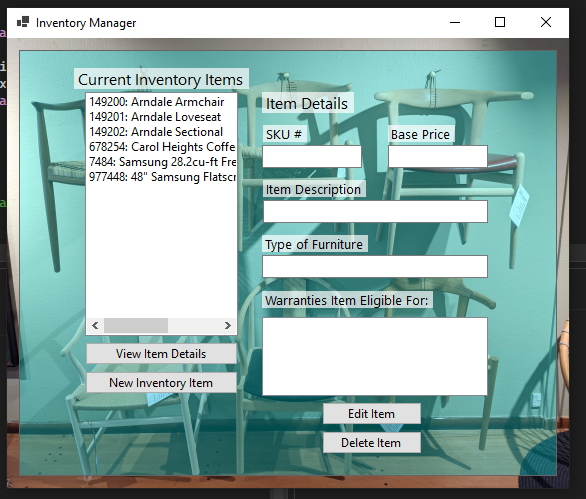 Inventory Manager
Current Inventory Items
149200: Arndale Armchair
149201: Arndale Loveseat
149202: Arndale Sectional
678254: Carol Heights Coffe
7484: Samsung 28.2cu-ft Fre
977448: 48" Samsung Flatscr
View Item Details
New Inventory Item
Item Details
SKU #
Base Price
Item Description
Type of Furniture
Warranties Item Eligible For:
Edit Item
Delete Item